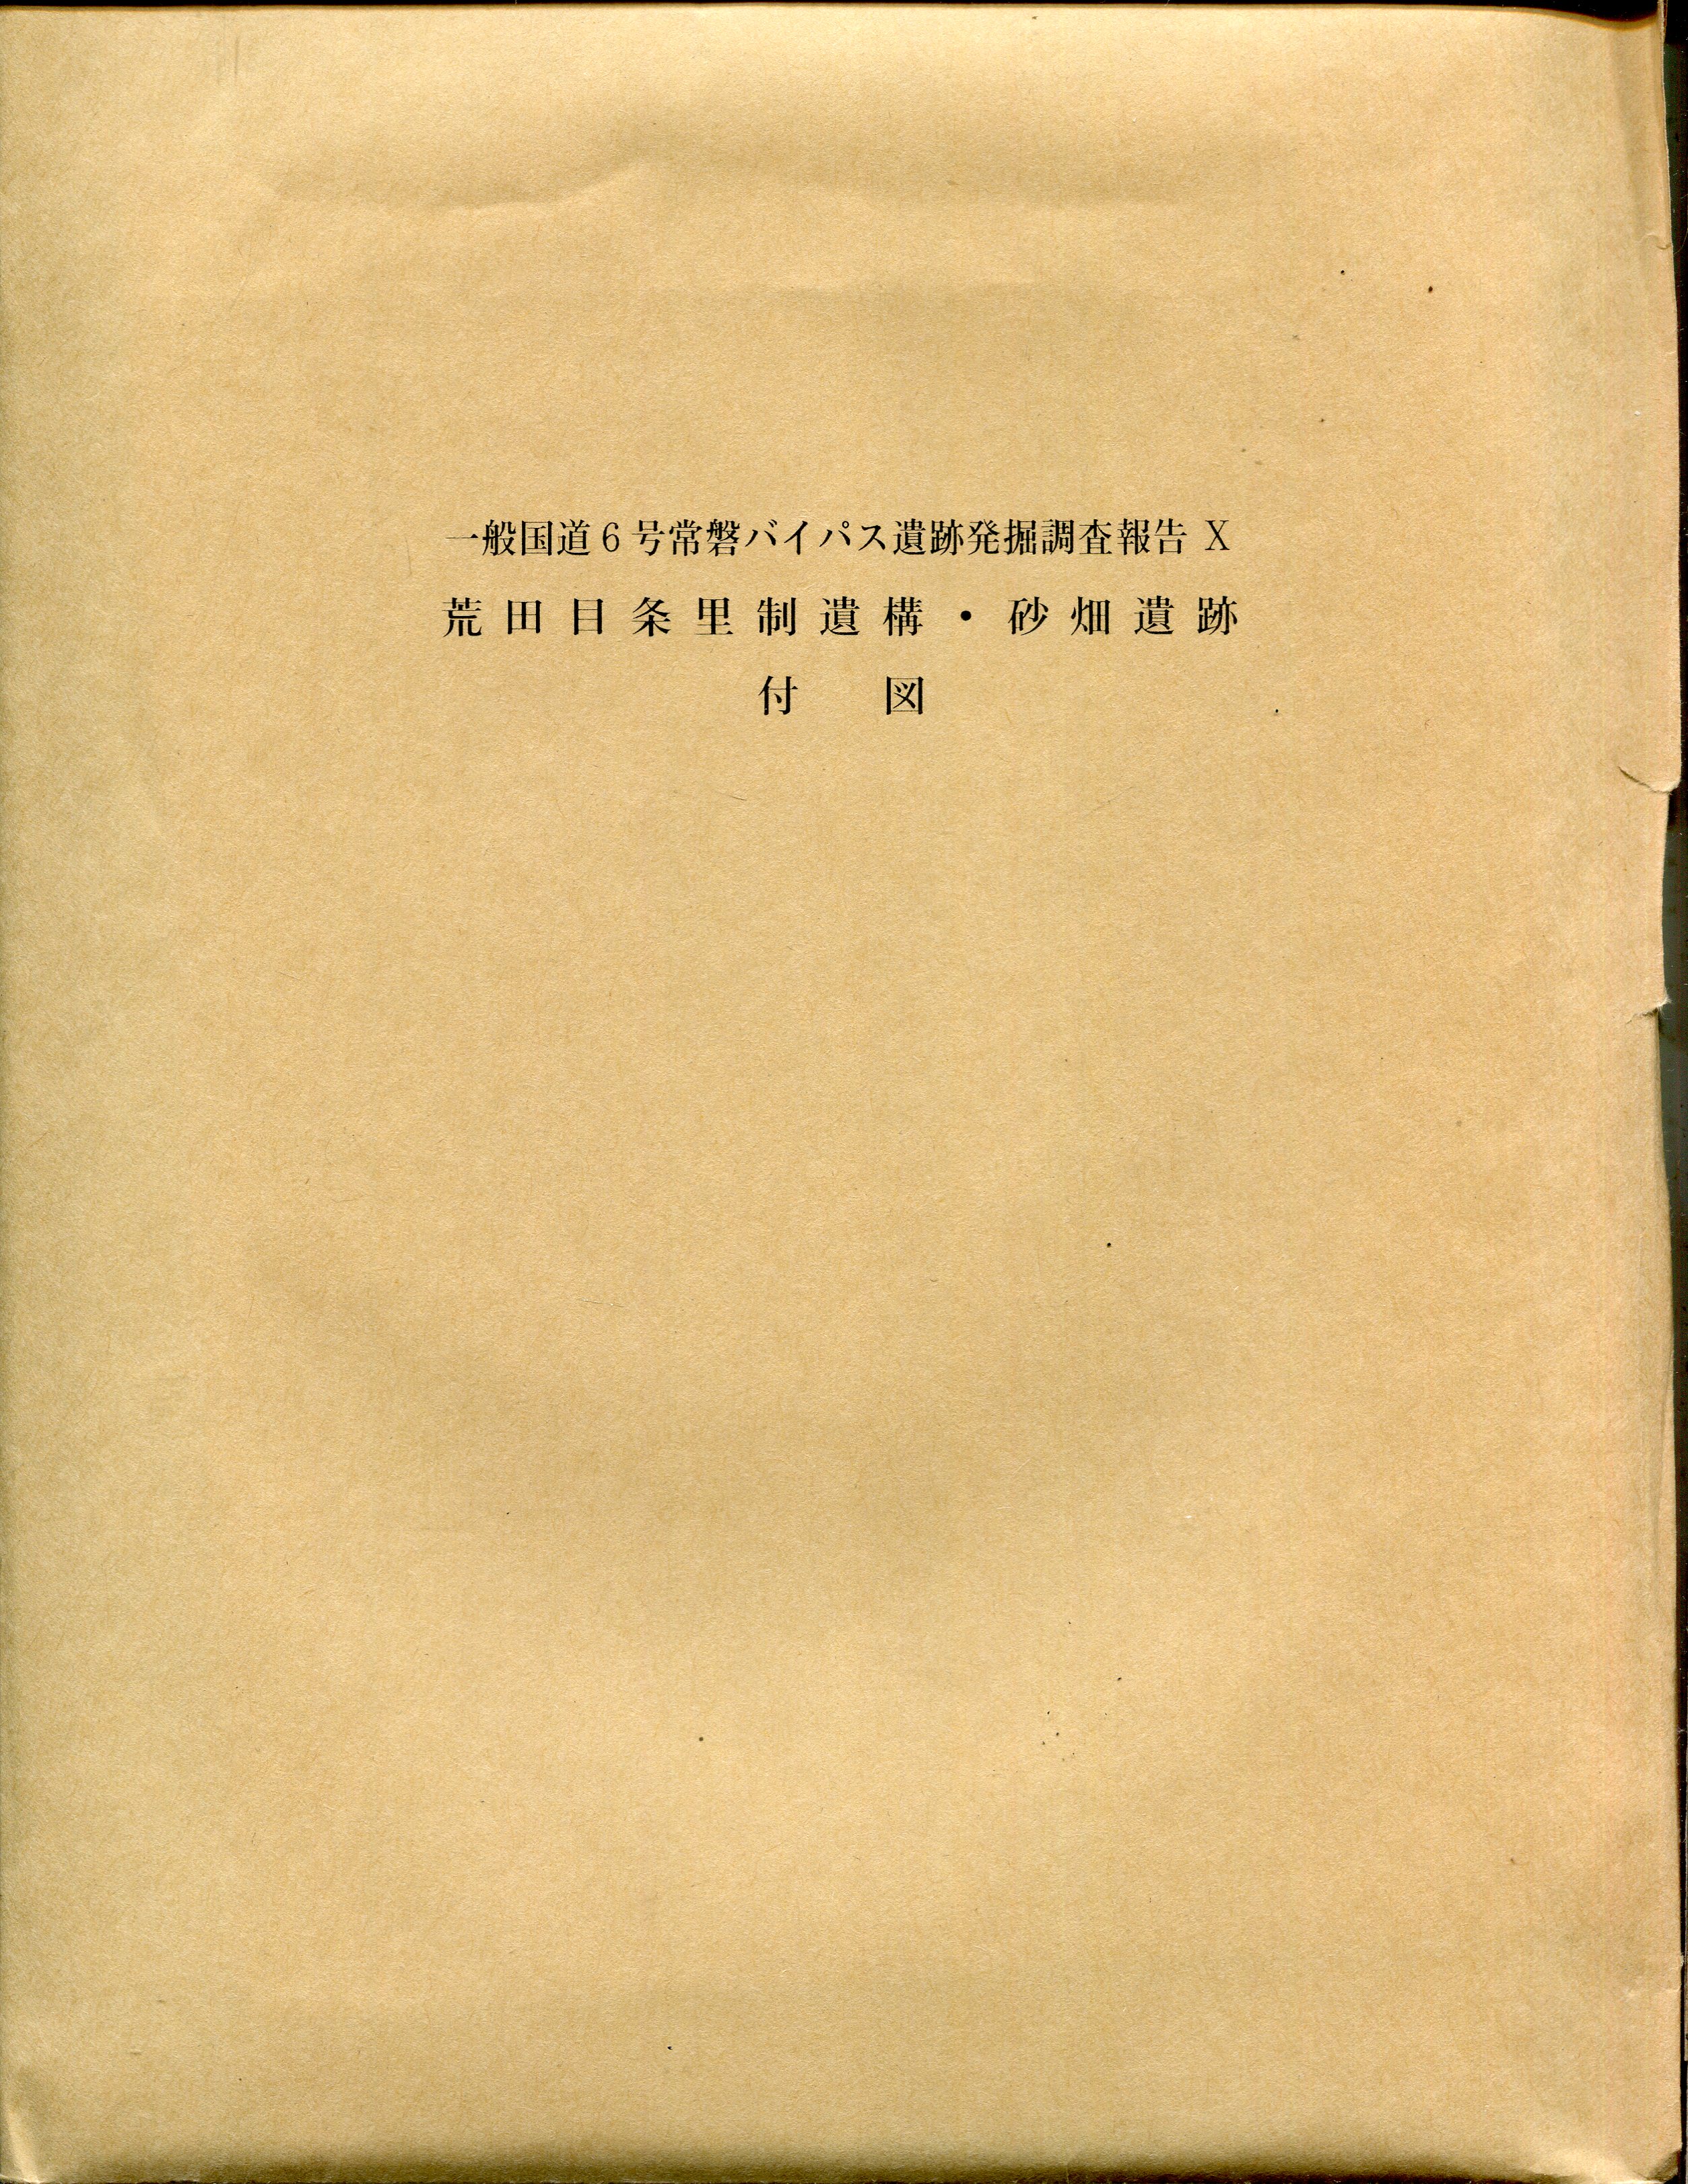 一般国道6号常磐バイパス遺跡発掘調査報告 X
荒田目条里制遺構・砂畑遺跡
付 図